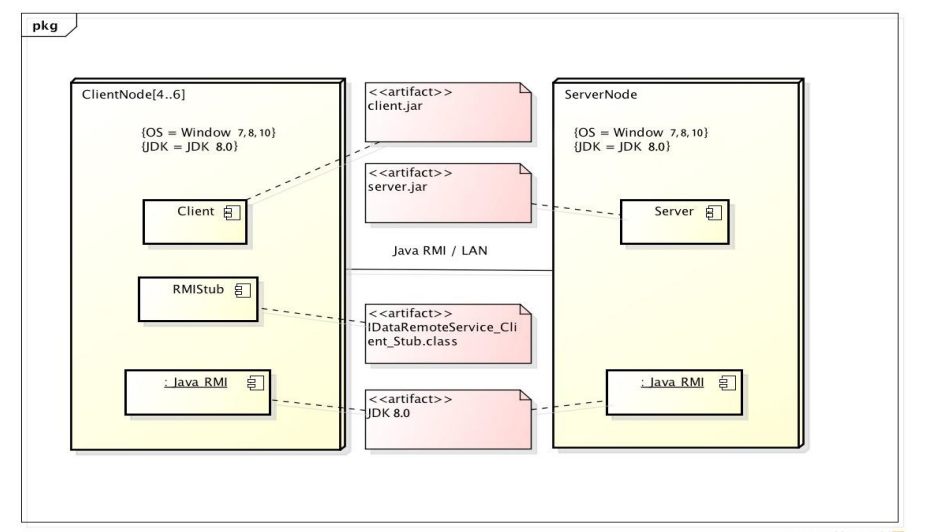 pkg
ClientNode[4..6]
{OS = Window 7, 8, 10}
{JDK = JDK 8.0}
Client
RMIStub
: Java RMI
<<artifact>>
client.jar
<<artifact>>
server.jar
Java RMI / LAN
<<artifact>>
IDataRemoteService_Cli
ent_Stub.class
<<artifact>>
JDK 8.0
ServerNode
{OS = Window 7, 8, 10}
{JDK = JDK 8.0}
Server
: Java RMI